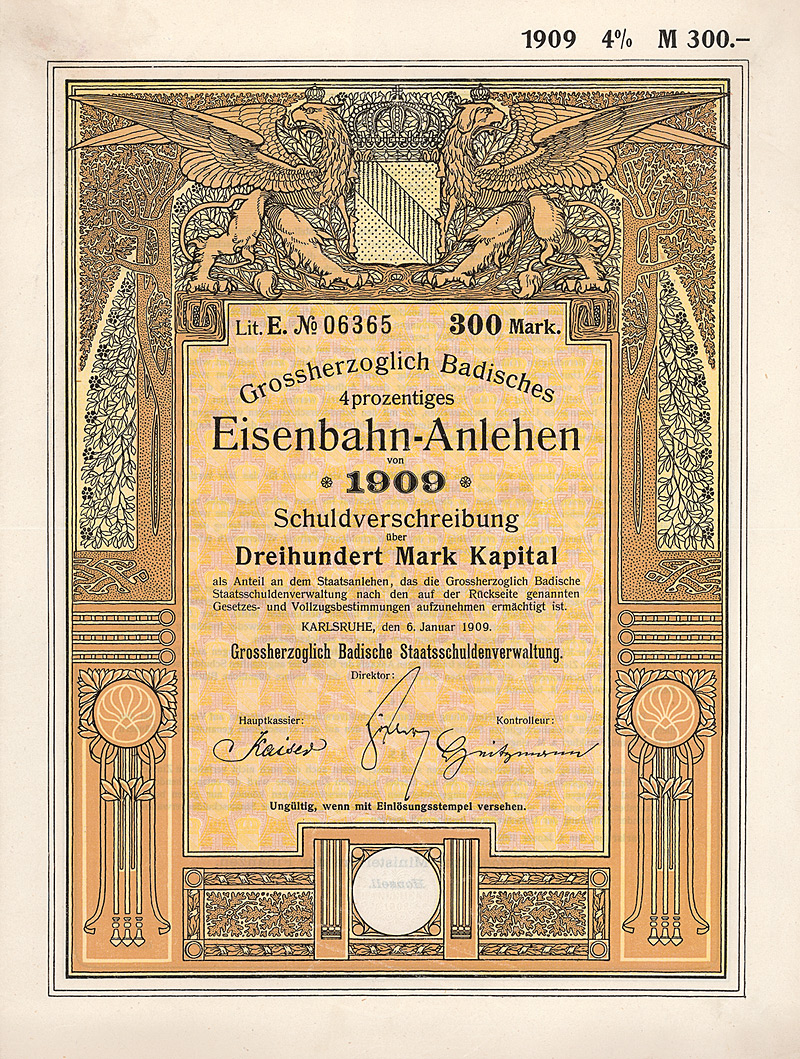 1909 4% M 300.–
Lit. E. № 06365 300 Mark.
Grossherzoglich Badisches
4prozentiges
Eisenbahn-Anlehen
von
1909
Schuldverschreibung
über
Dreihundert Mark Kapital
als Anteil an dem Staatsanlehen, das die Grossherzoglich Badische
Staatsschuldenverwaltung nach den auf der Rückseite genannten
Gesetzes- und Vollzugsbestimmungen aufzunehmen ermächtigt ist.
KARLSRUHE, den 6. Januar 1909.
Grossherzoglich Badische Staatsschuldenverwaltung.
Direktor:
Hauptkassier: Kontrolleur:
Kaiser
Ungültig, wenn mit Einlösungsstempel versehen.